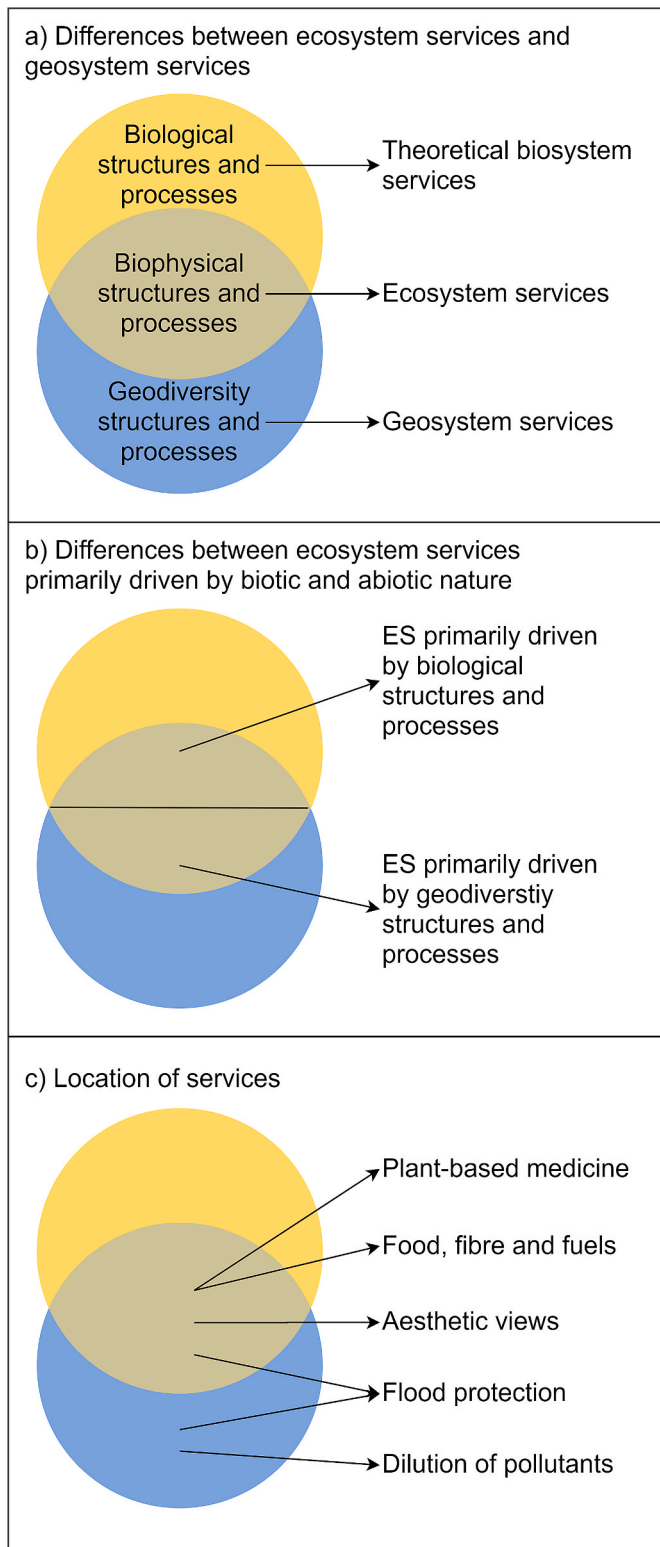 a) Differences between ecosystem services and
geosystem services
Biological
structures and
processes
Theoretical biosystem
services
Biophysical
structures and
processes
Ecosystem services
Geodiversity
structures and
processes
Geosystem services
b) Differences between ecosystem services
primarily driven by biotic and abiotic nature
ES primarily driven
by biological
structures and
processes
ES primarily driven
by geodiverstiy
structures and
processes
c) Location of services
Plant-based medicine
Food, fibre and fuels
Aesthetic views
Flood protection
Dilution of pollutants